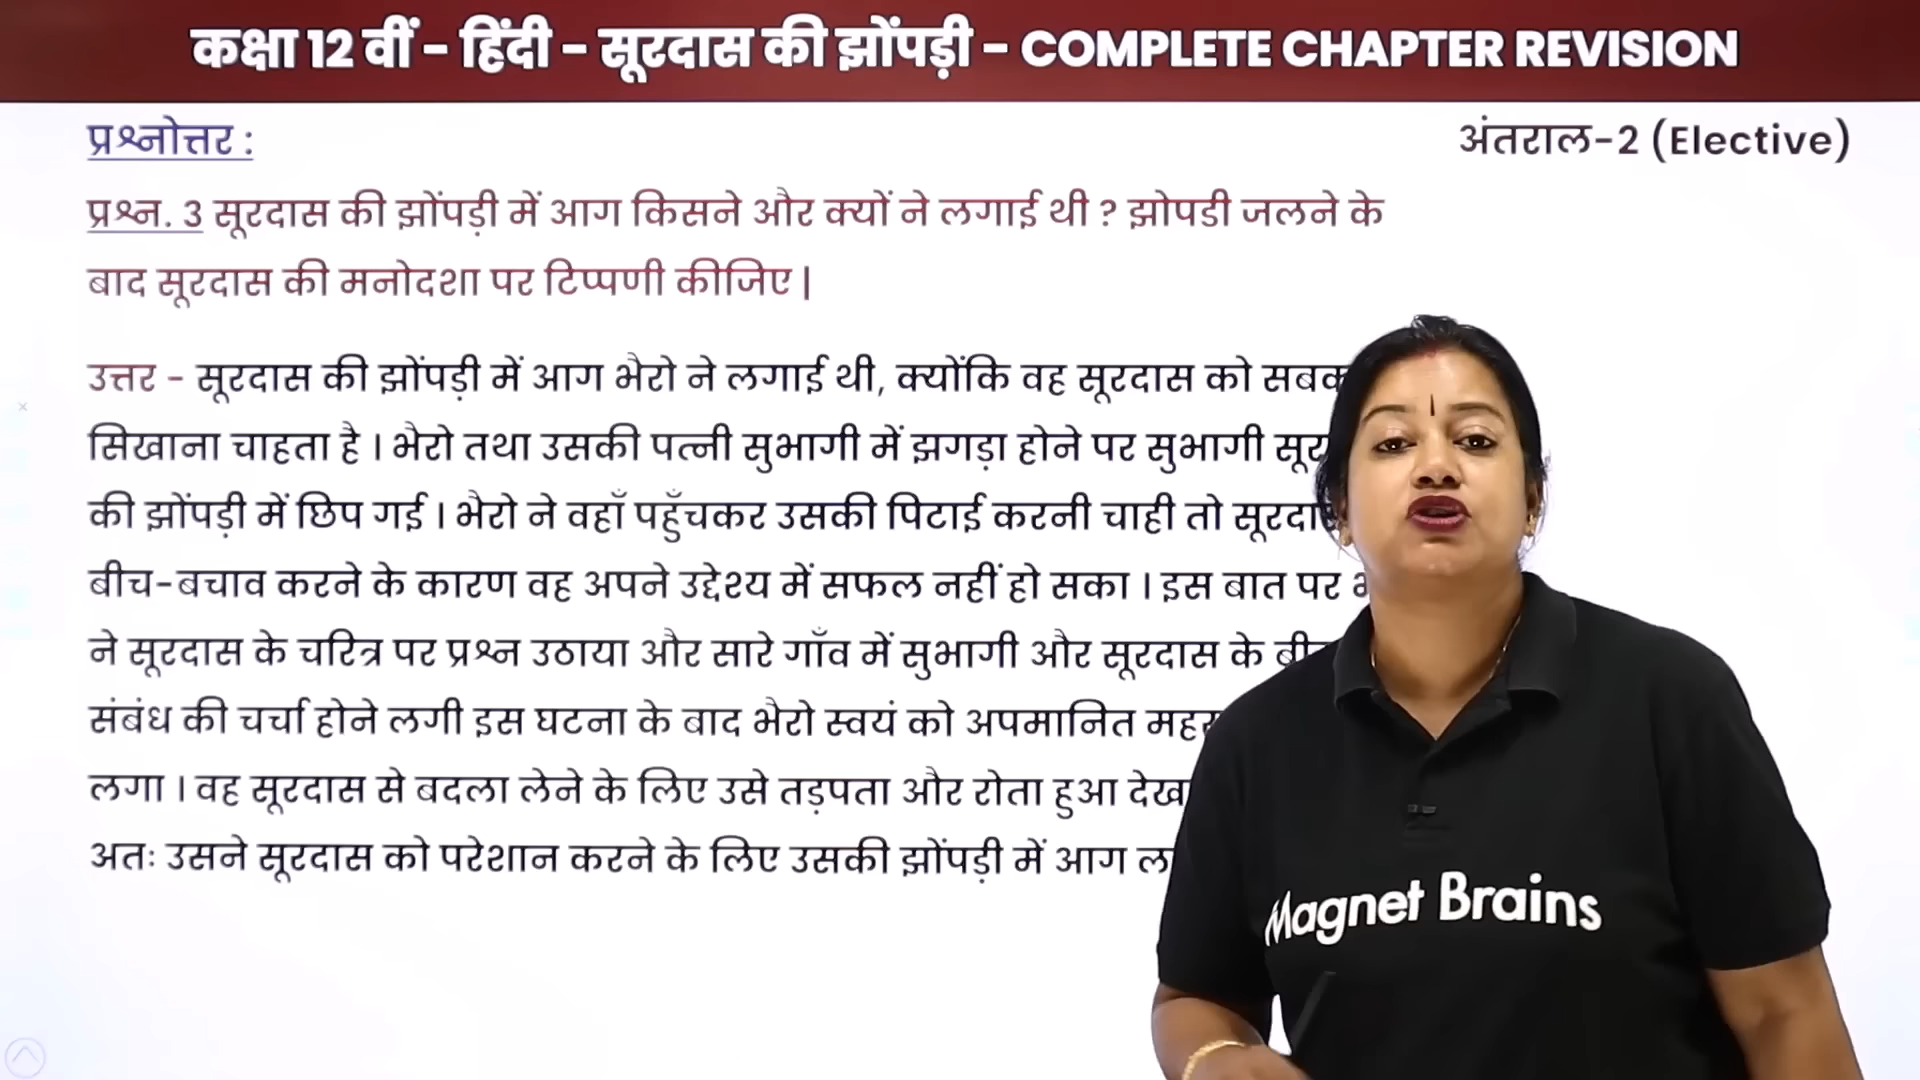 कक्षा 12 वीं - हिंदी - सूरदास की झोंपड़ी - COMPLETE CHAPTER REVISION
प्रश्नोत्तर :
अंतराल-2 (Elective)
प्रश्न. 3 सूरदास की झोंपड़ी में आग किसने और क्यों ने लगाई थी ? झोपडी जलने के
बाद सूरदास की मनोदशा पर टिप्पणी कीजिए |
उत्तर - सूरदास की झोंपड़ी में आग भैरो ने लगाई थी, क्योंकि वह सूरदास को
सिखाना चाहता है । भैरो तथा उसकी पत्नी सुभागी में झगड़ा होने पर सुभागी
की झोंपड़ी में छिप गई । भैरो ने वहाँ पहुँचकर उसकी पिटाई करनी चाही तो
बीच-बचाव करने के कारण वह अपने उद्देश्य में सफल नहीं हो सका । इस बात पर
ने सूरदास के चरित्र पर प्रश्न उठाया और सारे गाँव में सुभागी और सूरदास के
संबंध की चर्चा होने लगी इस घटना के बाद भैरो स्वयं को अपमानित
लगा । वह सूरदास से बदला लेने के लिए उसे तड़पता और रोता हुआ
अतः उसने सूरदास को परेशान करने के लिए उसकी झोंपड़ी में आग
Magnet Brains